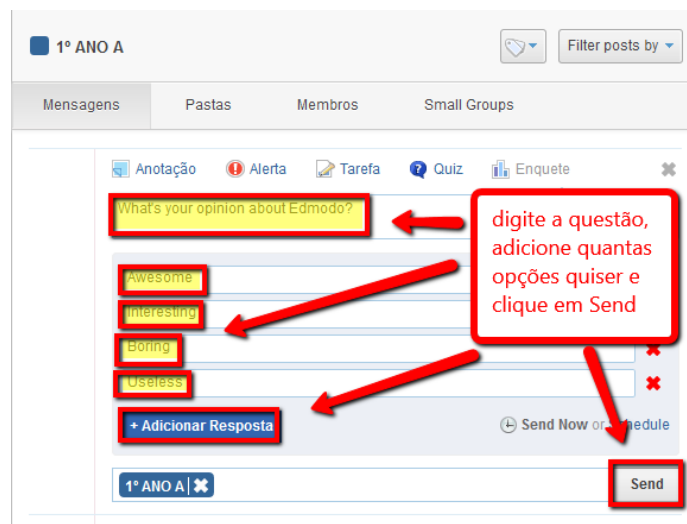 1º ANO A
Filter posts by
Mensagens Pastas Membros Small Groups
Anotação Alerta Tarefa Quiz Enquete
What's your opinion about Edmodo?
digite a questão,
adicione quantas
opções quiser e
clique em Send
Awesome
Interesting
Boring
Useless
+ Adicionar Resposta
Send Now or Schedule
1º ANO A
Send